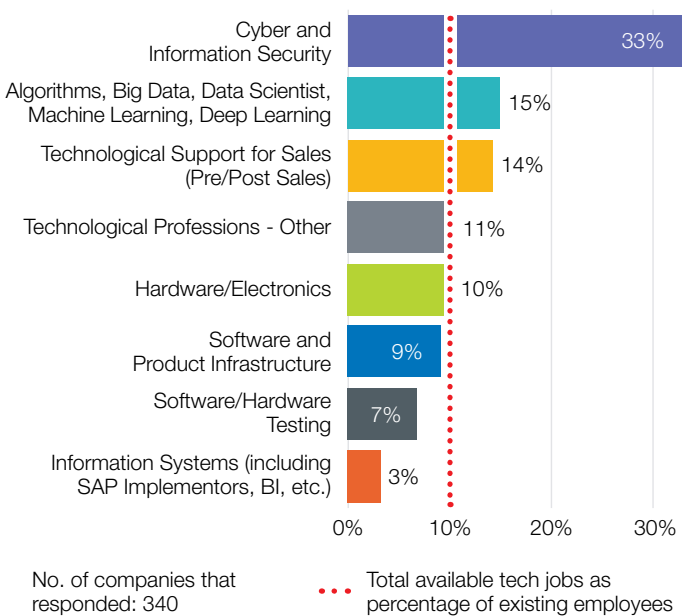 Cyber and
Information Security
33%
Algorithms, Big Data, Data Scientist,
Machine Learning, Deep Learning
15%
Technological Support for Sales
(Pre/Post Sales)
14%
Technological Professions - Other
11%
Hardware/Electronics
10%
Software and
Product Infrastructure
9%
Software/Hardware
Testing
7%
Information Systems (including
SAP Implementors, BI, etc.)
3%
0% 10% 20% 30%
No. of companies that
responded: 340
Total available tech jobs as
percentage of existing employees